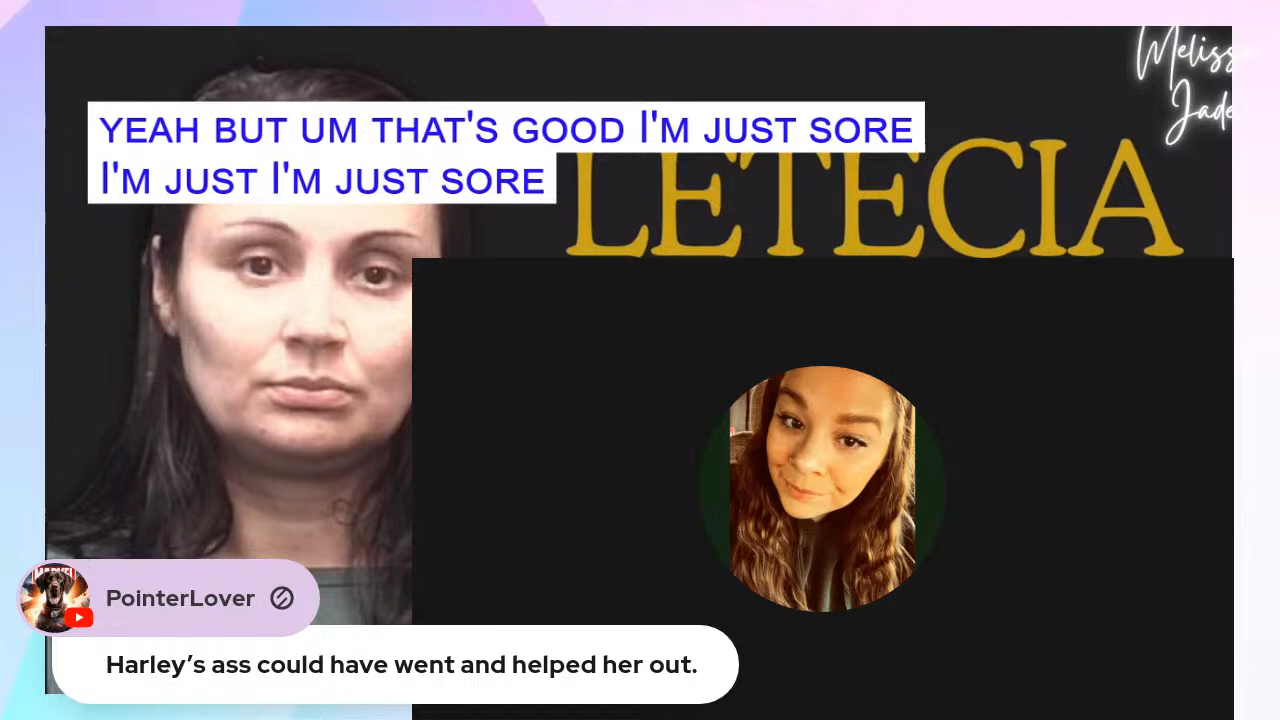 YEAH BUT UM THAT'S GOOD I'M JUST SORE
I'M JUST I'M JUST SORE
LETECIA
PointerLover
Harley’s ass could have went and helped her out.